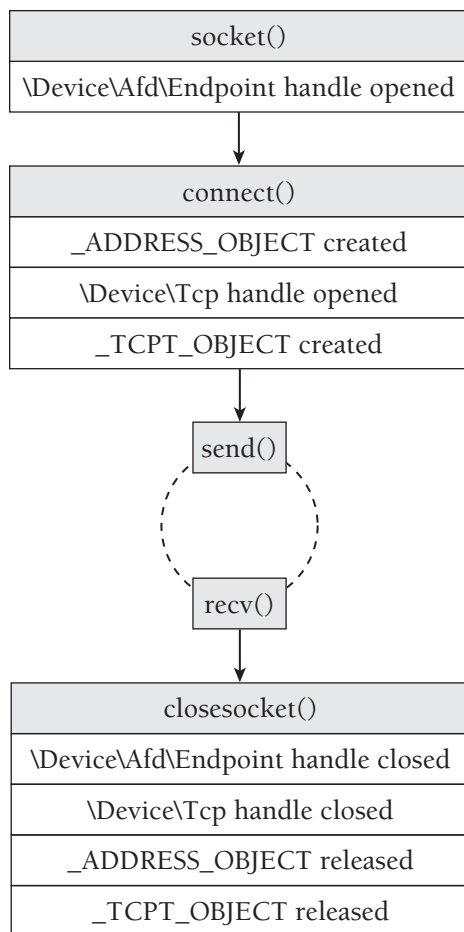 socket()
\Device\Afd\Endpoint handle opened
connect()
_ADDRESS_OBJECT created
\Device\Tcp handle opened
_TCPT_OBJECT created
send()
recv()
closesocket()
\Device\Afd\Endpoint handle closed
\Device\Tcp handle closed
_ADDRESS_OBJECT released
_TCPT_OBJECT released